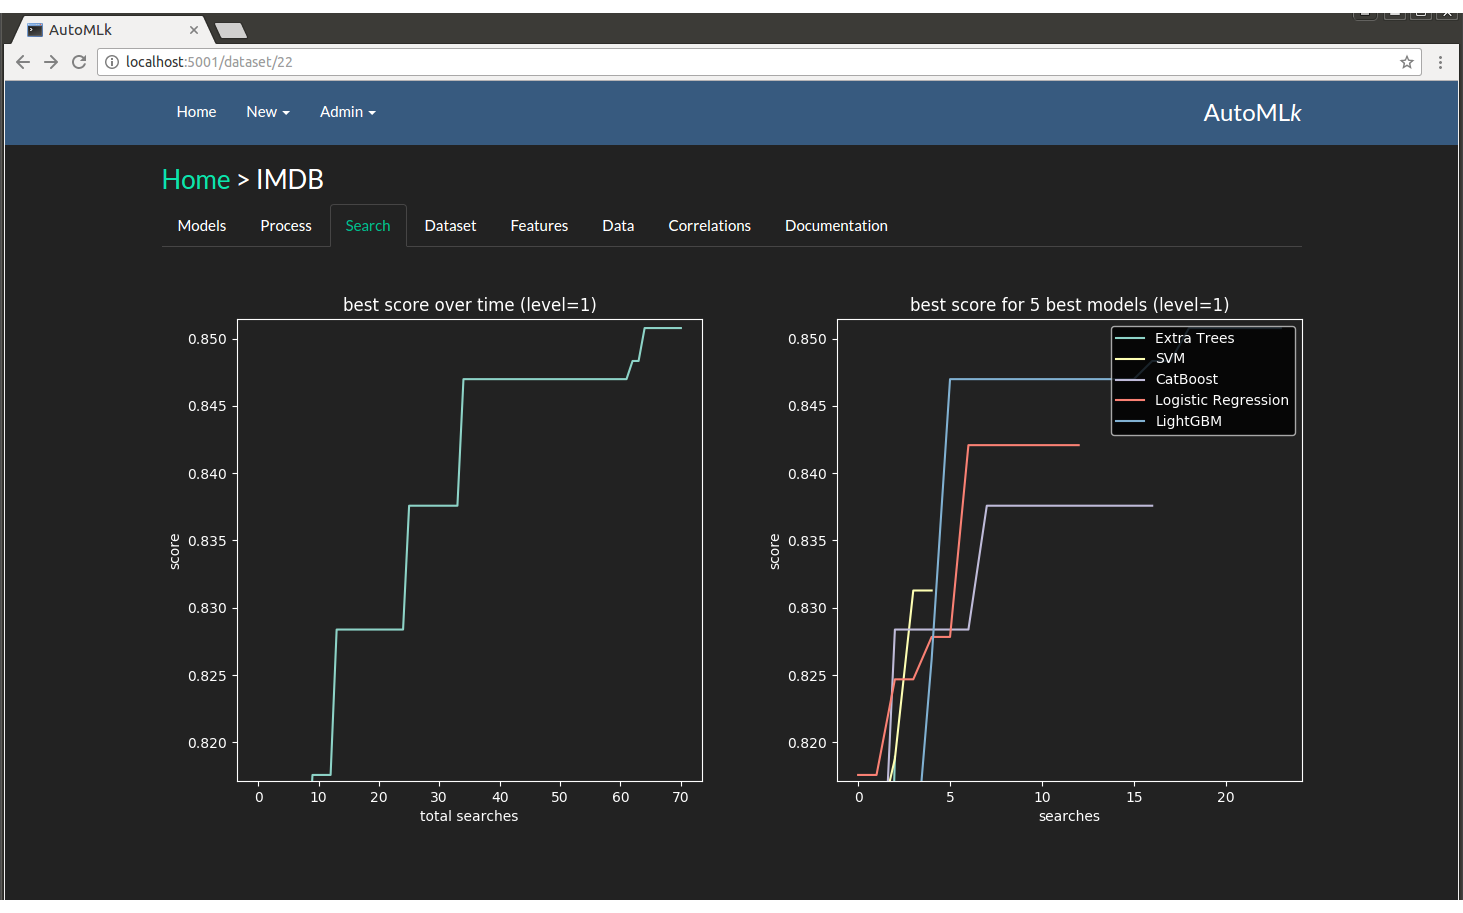 AutoMLk
localhost:5001/dataset/22
Home New Admin AutoMLk
Home > IMDB
Models Process Search Dataset Features Data Correlations Documentation
best score over time (level=1)
0.850
0.845
0.840
0.835
0.830
0.825
0.820
score
0 10 20 30 40 50 60 70
total searches
best score for 5 best models (level=1)
Extra Trees
SVM
CatBoost
Logistic Regression
LightGBM
0.850
0.845
0.840
0.835
0.830
0.825
0.820
score
0 5 10 15 20
searches